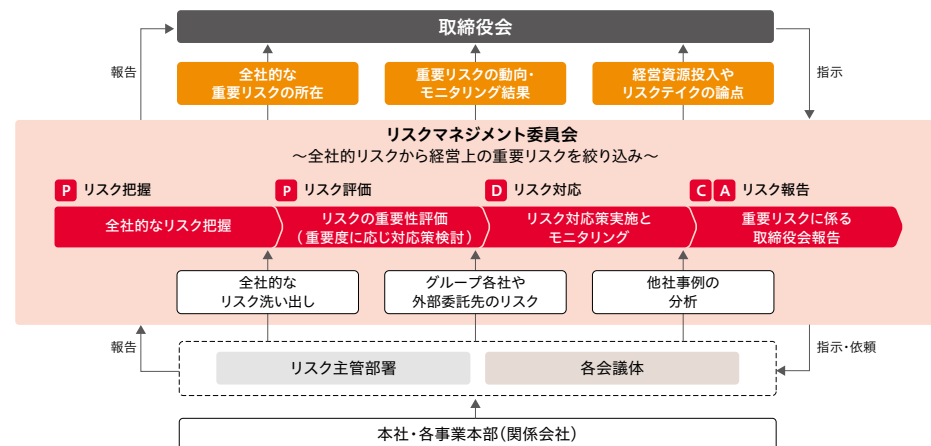 取締役会
報告
全社的な
重要リスクの所在
重要リスクの動向・
モニタリング結果
経営資源投入や
リスクテイクの論点
指示
リスクマネジメント委員会
～全社的リスクから経営上の重要リスクを絞り込み～
P リスク把握
P リスク評価
D リスク対応
C A リスク報告
全社的なリスク把握
リスクの重要性評価
（重要度に応じ対応策検討）
リスク対応策実施と
モニタリング
重要リスクに係る
取締役会報告
全社的な
リスク洗い出し
グループ各社や
外部委託先のリスク
他社事例の
分析
報告
リスク主管部署
各会議体
指示・依頼
本社・各事業本部（関係会社）